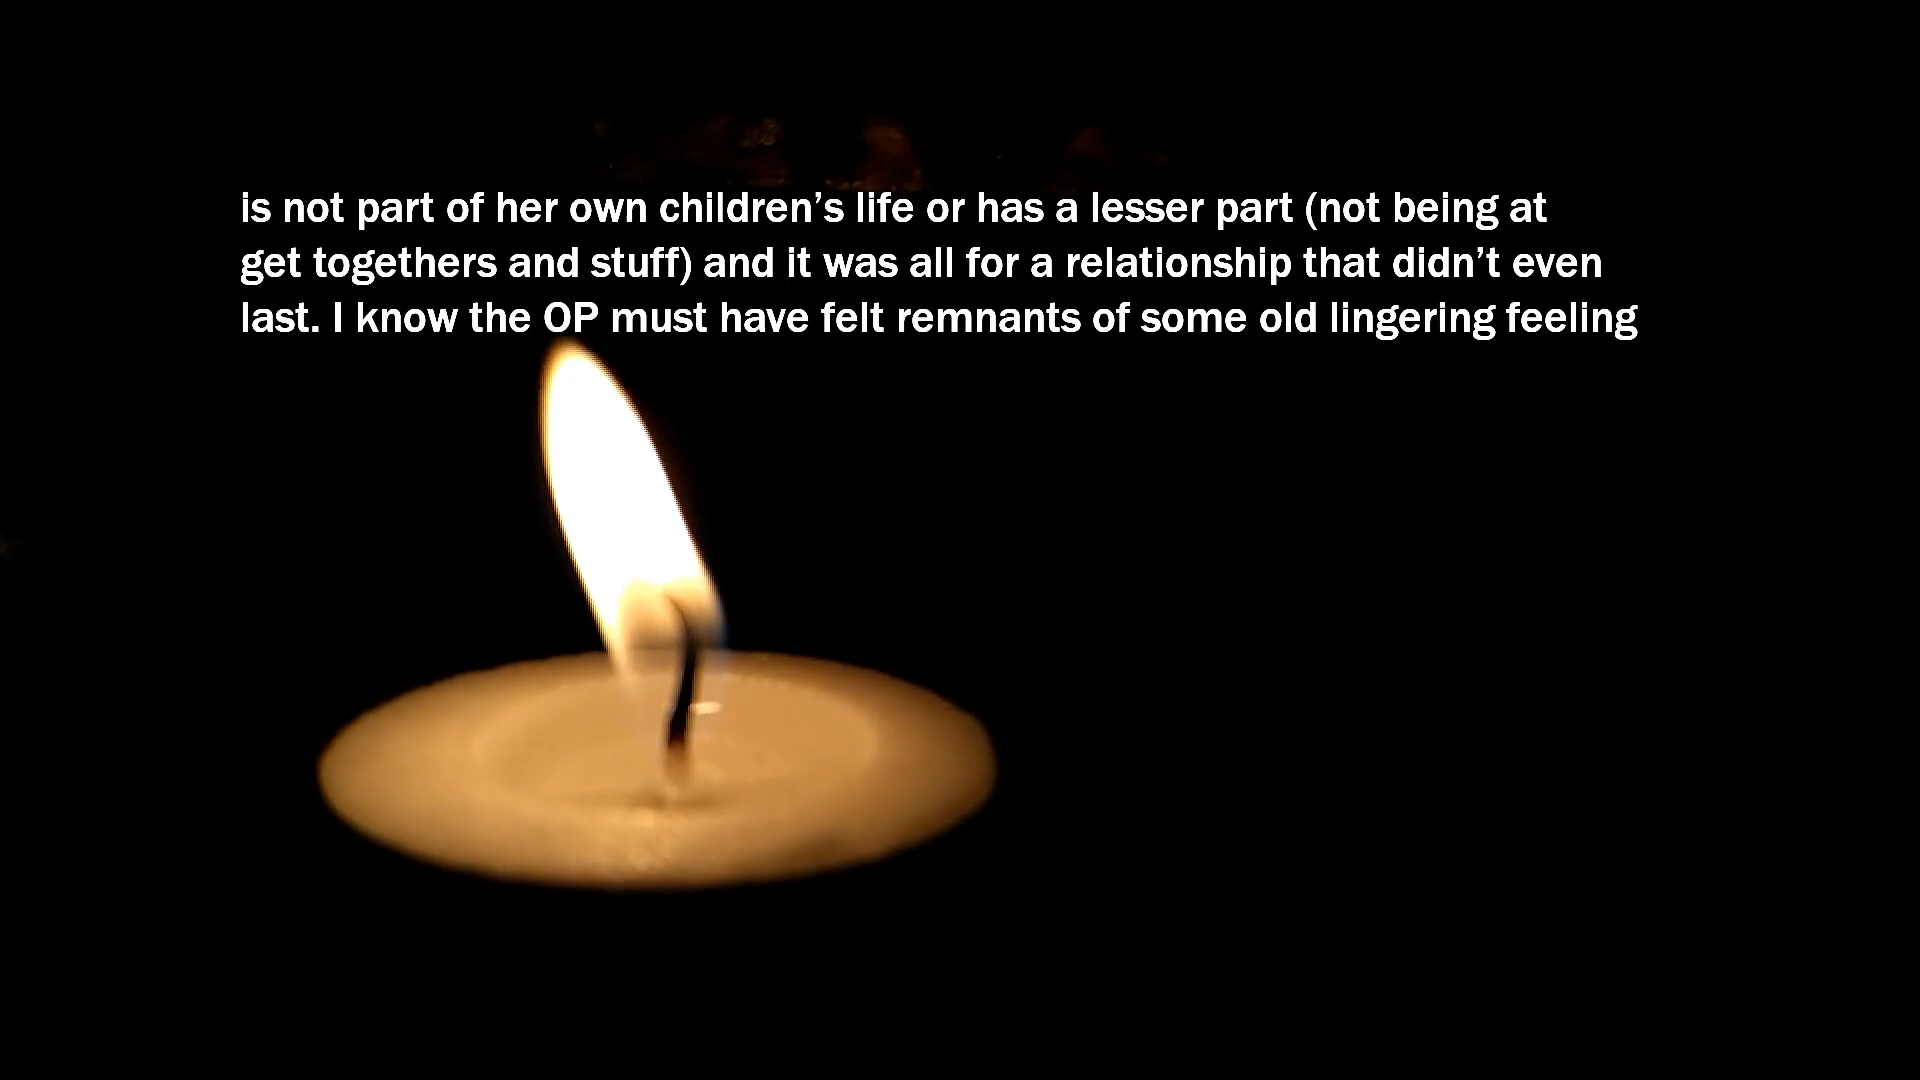 is not part of her own children’s life or has a lesser part (not being at
get togethers and stuff) and it was all for a relationship that didn’t even
last. I know the OP must have felt remnants of some old lingering feeling